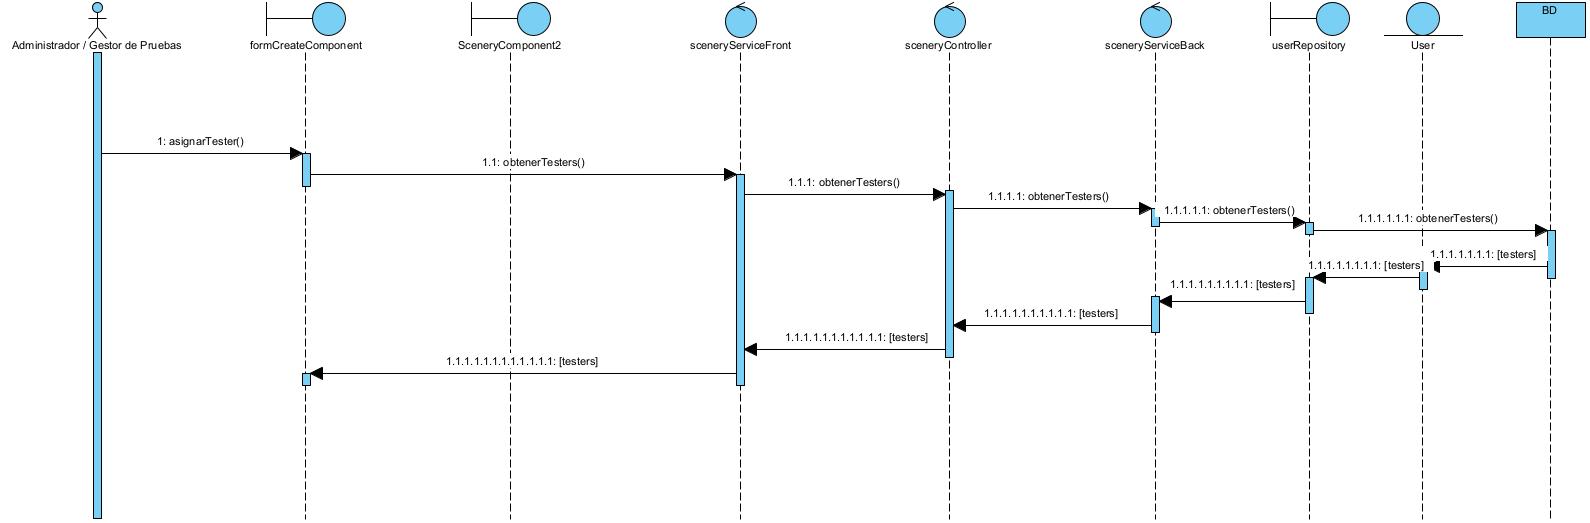 BD
Administrador / Gestor de Pruebas
formCreateComponent
SceneryComponent2
sceneryServiceFront
sceneryController
sceneryServiceBack
userRepository
User
1: asignarTester()
1.1: obtenerTesters()
1.1.1: obtenerTesters()
1.1.1.1: obtenerTesters()
1.1.1.1.1: obtenerTesters()
1.1.1.1.1.1: obtenerTesters()
1.1.1.1.1.1.1: [testers]
1.1.1.1.1.1.1.1: [testers]
1.1.1.1.1.1.1.1.1: [testers]
1.1.1.1.1.1.1.1.1.1: [testers]
1.1.1.1.1.1.1.1.1.1.1: [testers]
1.1.1.1.1.1.1.1.1.1.1.1: [testers]